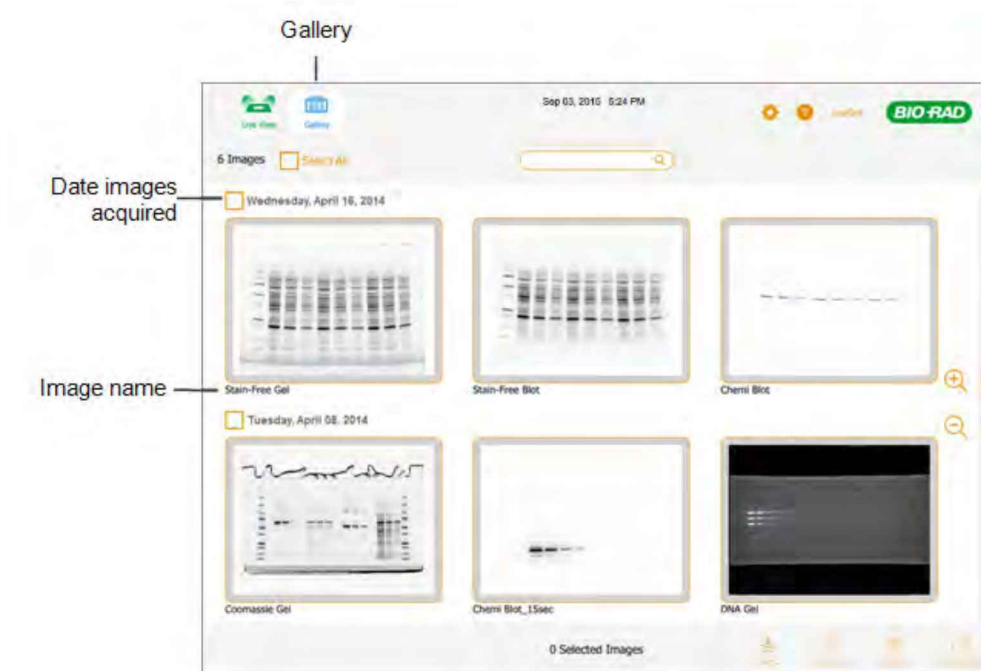 Gallery
Live View
Gallery
Sep 03, 2015 5:24 PM
BIO-RAD
6 Images
Select All
Date images
acquired
Wednesday, April 16, 2014
Image name
Stain-Free Gel
Stain-Free Blot
Chemi Blot
Tuesday, April 08, 2014
Coomassie Gel
Chemi Blot_15sec
DNA Gel
0 Selected Images